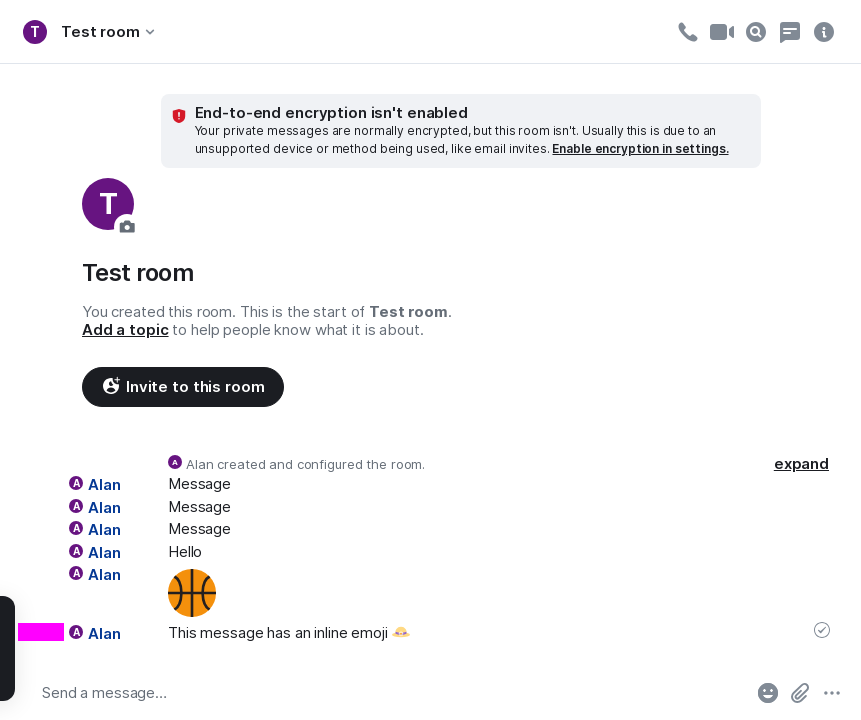 T Test room
End-to-end encryption isn't enabled
Your private messages are normally encrypted, but this room isn't. Usually this is due to an
unsupported device or method being used, like email invites. Enable encryption in settings.
T
Test room
You created this room. This is the start of Test room.
Add a topic to help people know what it is about.
Invite to this room
A Alan created and configured the room. expand
A Alan Message
A Alan Message
A Alan Message
A Alan Hello
A Alan
A Alan This message has an inline emoji 👒
Send a message…